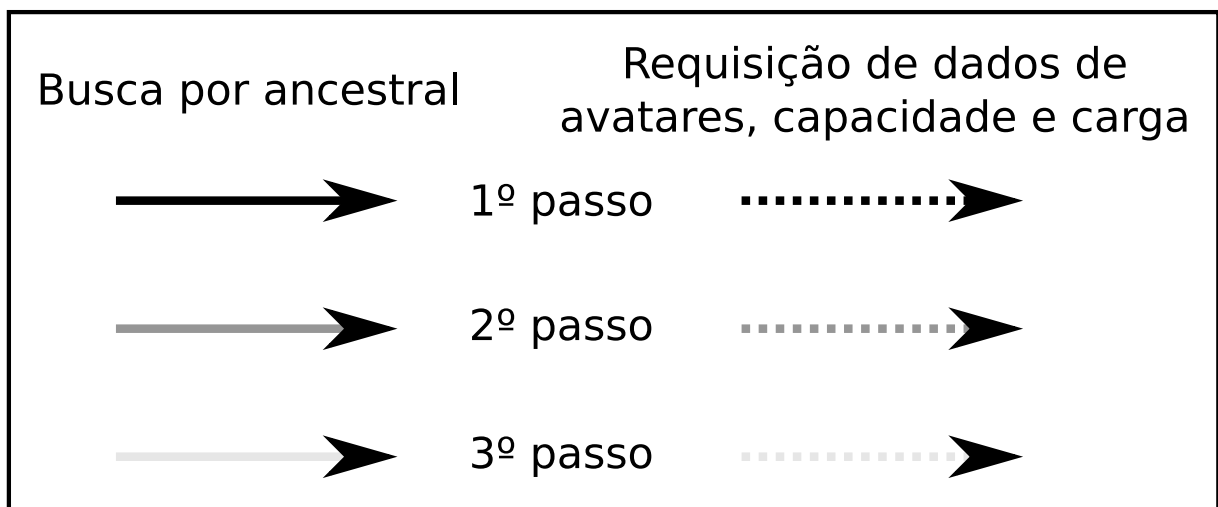 Busca por ancestral
Requisição de dados de
avatares, capacidade e carga
1º passo
2º passo
3º passo